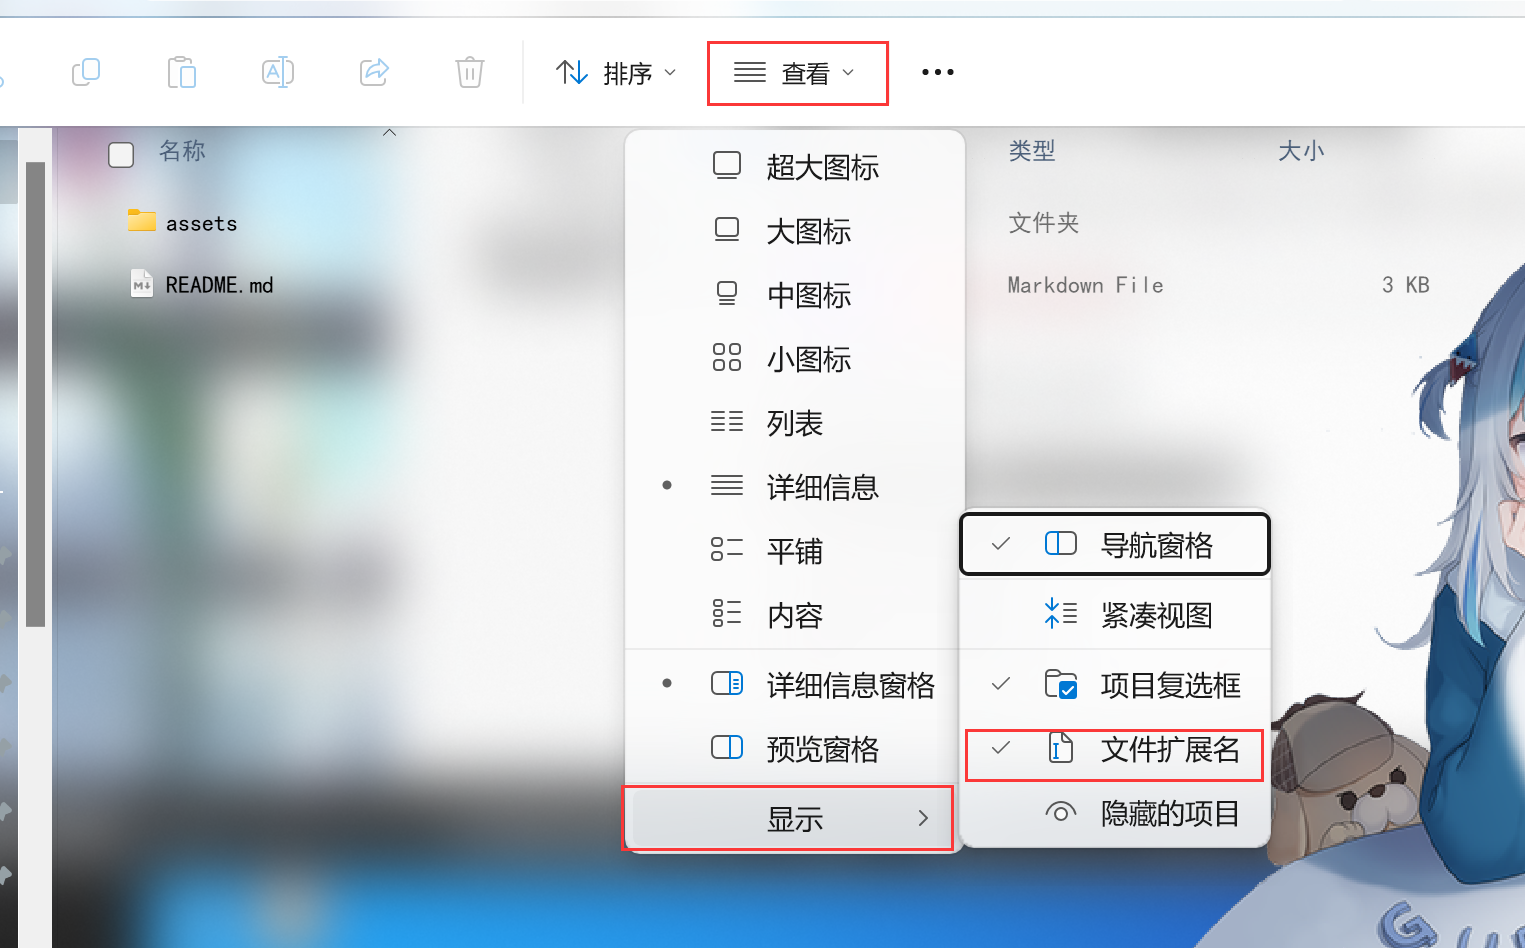 排序
查看
名称
类型
大小
assets
文件夹
README.md
Markdown File
3 KB
超大图标
大图标
中图标
小图标
列表
详细信息
平铺
内容
详细信息窗格
预览窗格
显示
导航窗格
紧凑视图
项目复选框
文件扩展名
隐藏的项目